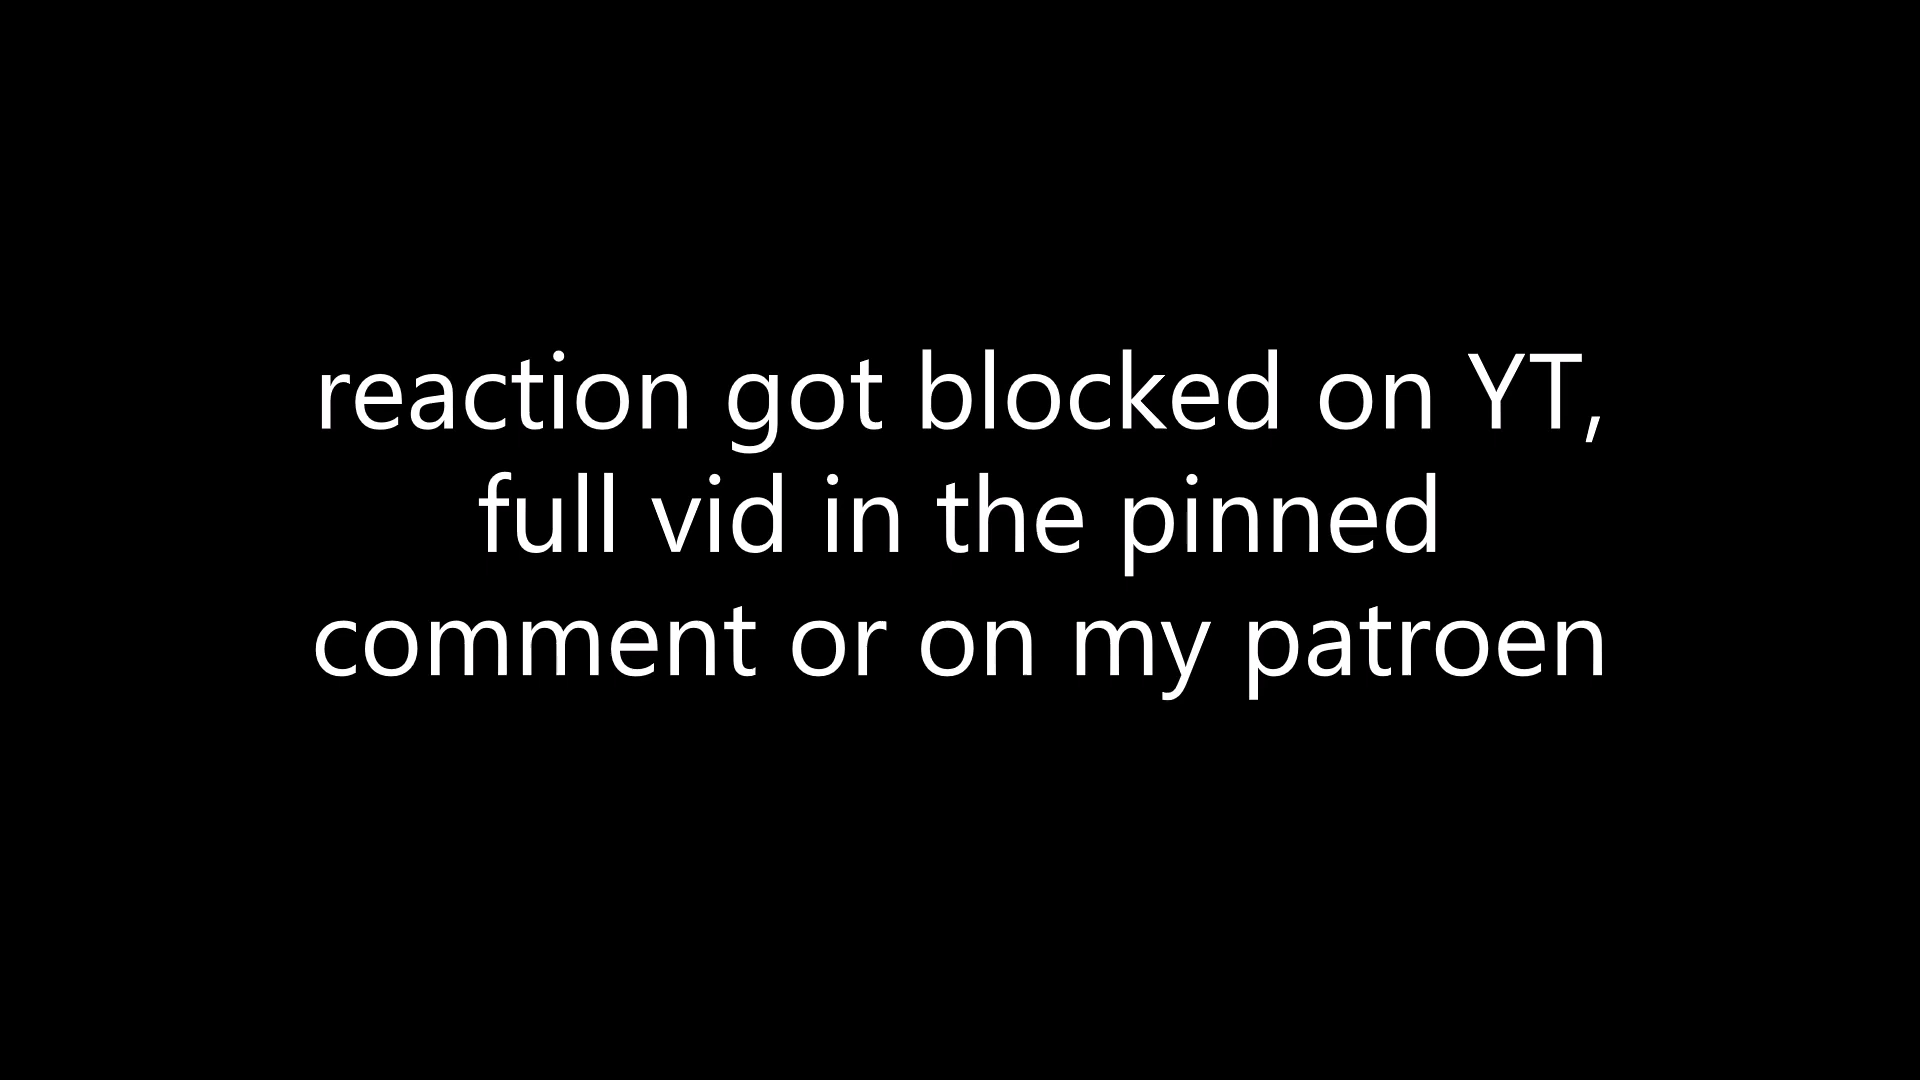 reaction got blocked on YT,
full vid in the pinned
comment or on my patroen